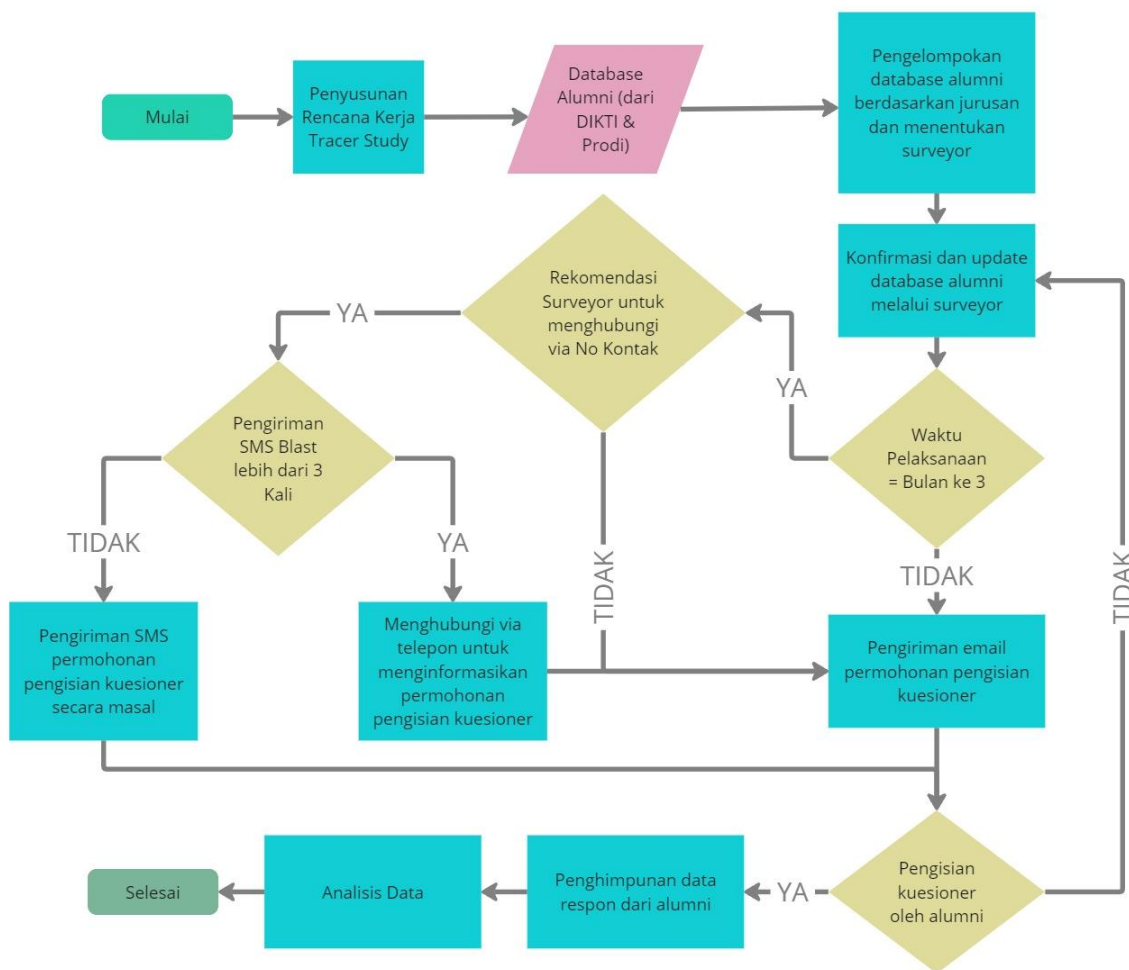 Mulai
Penyusunan
Rencana Kerja
Tracer Study
Database
Alumni (dari
DIKTI &
Prodi)
Pengelompokan
database alumni
berdasarkan jurusan
dan menentukan
surveyor
Konfirmasi dan update
database alumni
melalui surveyor
Waktu
Pelaksanaan
= Bulan ke 3
YA
TIDAK
Rekomendasi
Surveyor untuk
menghubungi
via No Kontak
YA
TIDAK
Pengiriman
SMS Blast
lebih dari 3
Kali
TIDAK
YA
Pengiriman SMS
permohonan
pengisian kuesioner
secara masal
Menghubungi via
telepon untuk
menginformasikan
permohonan
pengisian kuesioner
Pengiriman email
permohonan pengisian
kuesioner
Pengisian
kuesioner
oleh alumni
TIDAK
YA
Penghimpunan data
respon dari alumni
Analisis Data
Selesai